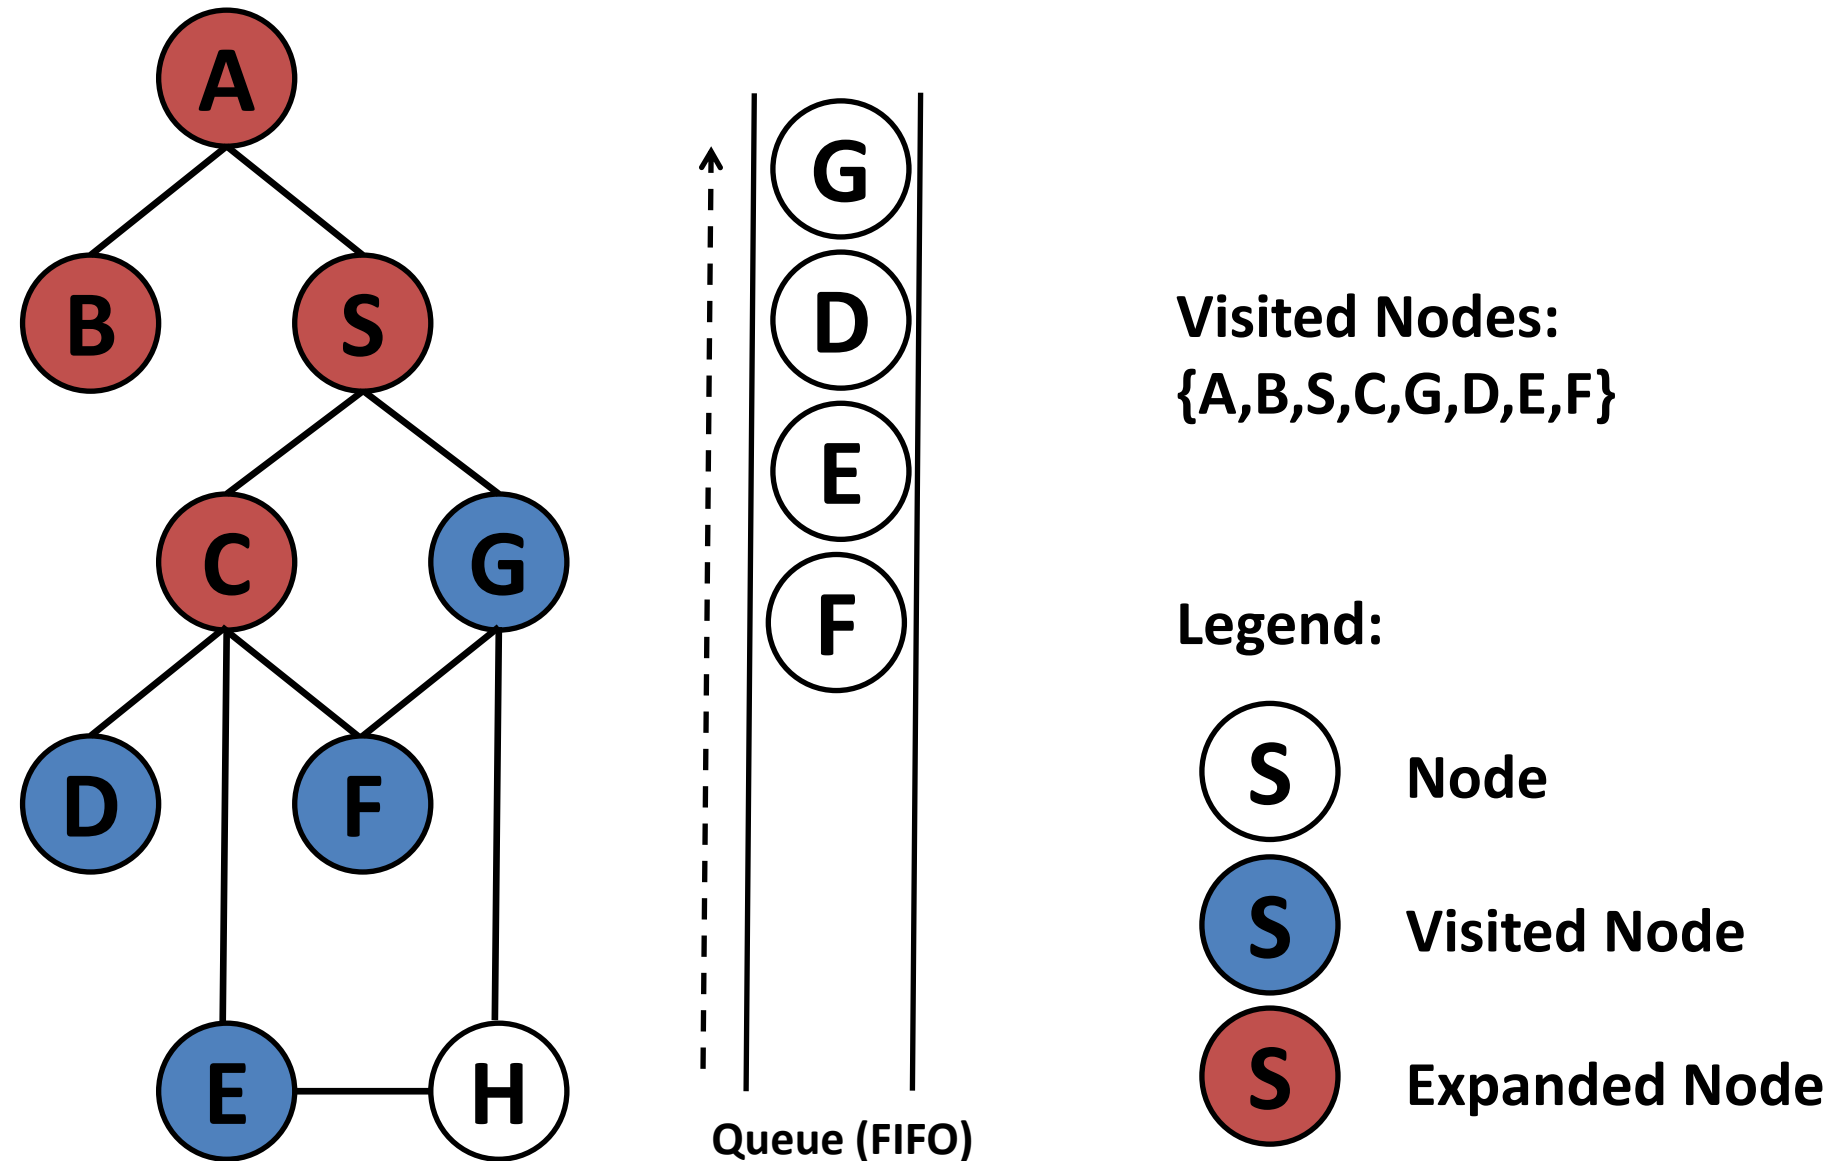 A
B
S
C
G
D
F
E
H
G
D
E
F
Queue (FIFO)
Visited Nodes:
{A,B,S,C,G,D,E,F}
Legend:
S Node
S Visited Node
S Expanded Node